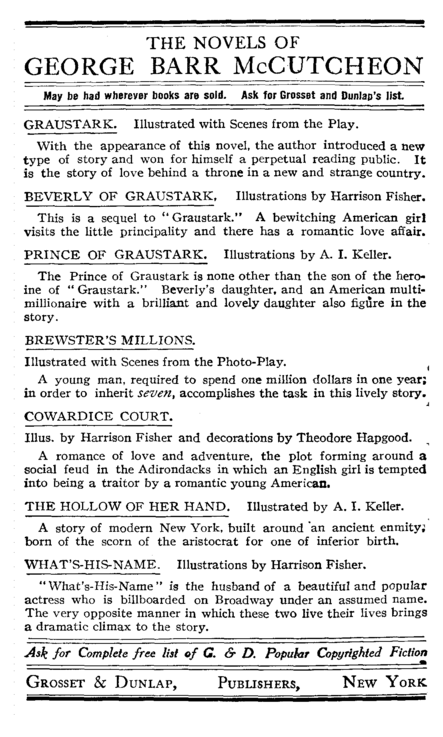 THE NOVELS OF
GEORGE BARR McCUTCHEON
May be had wherever books are sold. Ask for Grosset and Dunlap's list.
GRAUSTARK. Illustrated with Scenes from the Play.
With the appearance of this novel, the author introduced a new
type of story and won for himself a perpetual reading public. It
is the story of love behind a throne in a new and strange country.
BEVERLY OF GRAUSTARK. Illustrations by Harrison Fisher.
This is a sequel to "Graustark." A bewitching American girl
visits the little principality and there has a romantic love affair.
PRINCE OF GRAUSTARK. Illustrations by A. I. Keller.
The Prince of Graustark is none other than the son of the hero-
ine of "Graustark." Beverly's daughter, and an American multi-
millionaire with a brilliant and lovely daughter also figure in the
story.
BREWSTER'S MILLIONS.
Illustrated with Scenes from the Photo-Play.
A young man, required to spend one million dollars in one year;
in order to inherit seven, accomplishes the task in this lively story.
COWARDICE COURT.
Illus. by Harrison Fisher and decorations by Theodore Hapgood.
A romance of love and adventure, the plot forming around a
social feud in the Adirondacks in which an English girl is tempted
into being a traitor by a romantic young American.
THE HOLLOW OF HER HAND. Illustrated by A. I. Keller.
A story of modern New York, built around an ancient enmity,
born of the scorn of the aristocrat for one of inferior birth.
WHAT'S-HIS-NAME. Illustrations by Harrison Fisher.
"What's-His-Name" is the husband of a beautiful and popular
actress who is billboarded on Broadway under an assumed name.
The very opposite manner in which these two live their lives brings
a dramatic climax to the story.
Ask for Complete free list of G. & D. Popular Copyrighted Fiction
GROSSET & DUNLAP, PUBLISHERS, NEW YORK